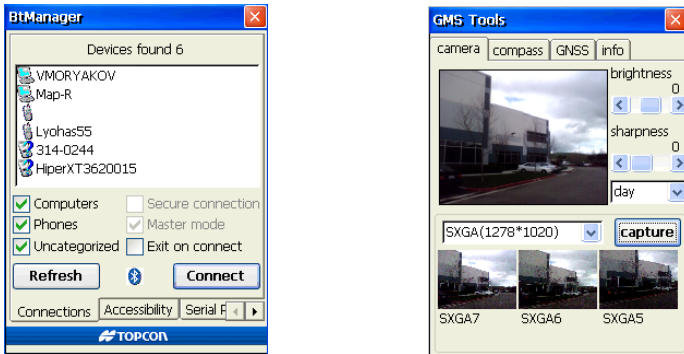 BtManager
Devices found 6
VMORYAKOV
Map-R
Lyohas55
314-0244
HiperXT3620015
Computers
Secure connection
Phones
Master mode
Uncategorized
Exit on connect
Refresh
Connect
Connections
Accessibility
Serial P
TOPCON
GMS Tools
camera
compass
GNSS
info
brightness
0
sharpness
0
day
SXGA(1278*1020)
capture
SXGA7
SXGA6
SXGA5